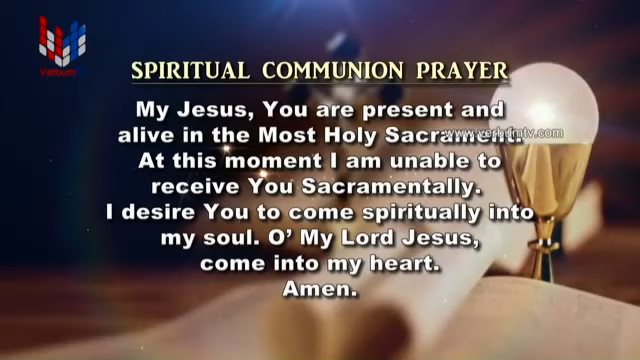 Verbum
SPIRITUAL COMMUNION PRAYER
My Jesus, You are present and
alive in the Most Holy Sacrament.
www.verbumtv.com
At this moment I am unable to
receive You Sacramentally.
I desire You to come spiritually into
my soul. O' My Lord Jesus,
come into my heart.
Amen.